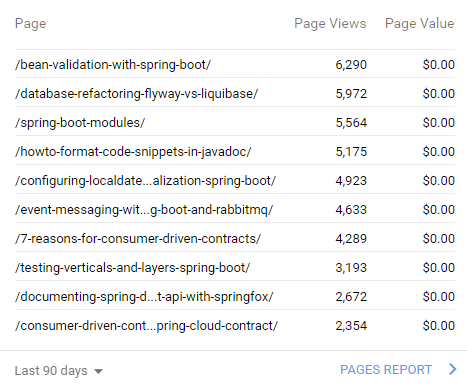 Page Page Views Page Value
/bean-validation-with-spring-boot/ 6,290 $0.00
/database-refactoring-flyway-vs-liquibase/ 5,972 $0.00
/spring-boot-modules/ 5,564 $0.00
/howto-format-code-snippets-in-javadoc/ 5,175 $0.00
/configuring-localdate...alization-spring-boot/ 4,923 $0.00
/event-messaging-wit...g-boot-and-rabbitmq/ 4,633 $0.00
/7-reasons-for-consumer-driven-contracts/ 4,289 $0.00
/testing-verticals-and-layers-spring-boot/ 3,193 $0.00
/documenting-spring-d...t-api-with-springfox/ 2,672 $0.00
/consumer-driven-cont...pring-cloud-contract/ 2,354 $0.00
Last 90 days PAGES REPORT